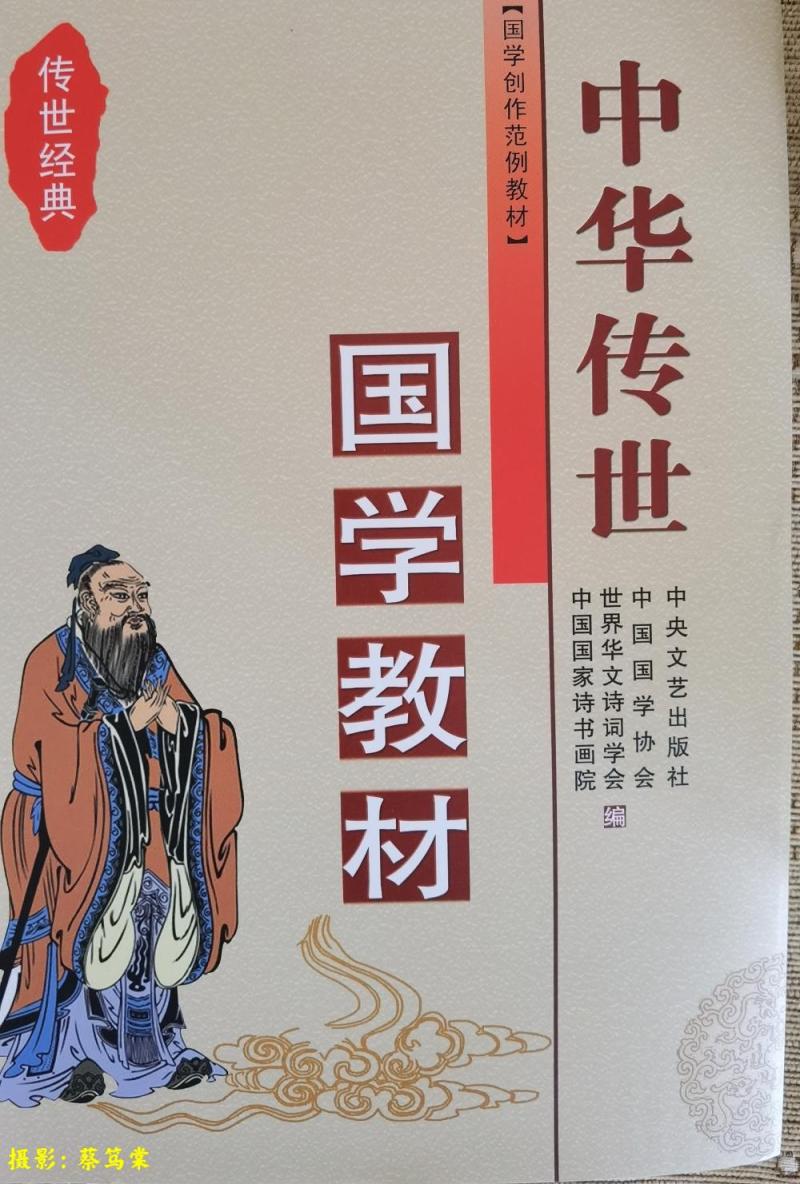 中华传世
【国学创作范例教材】
国学教材
传世经典
中央文艺出版社
中国国学协会
世界华文诗词学会
中国国家诗书画院
编
摄影:蔡笃棠